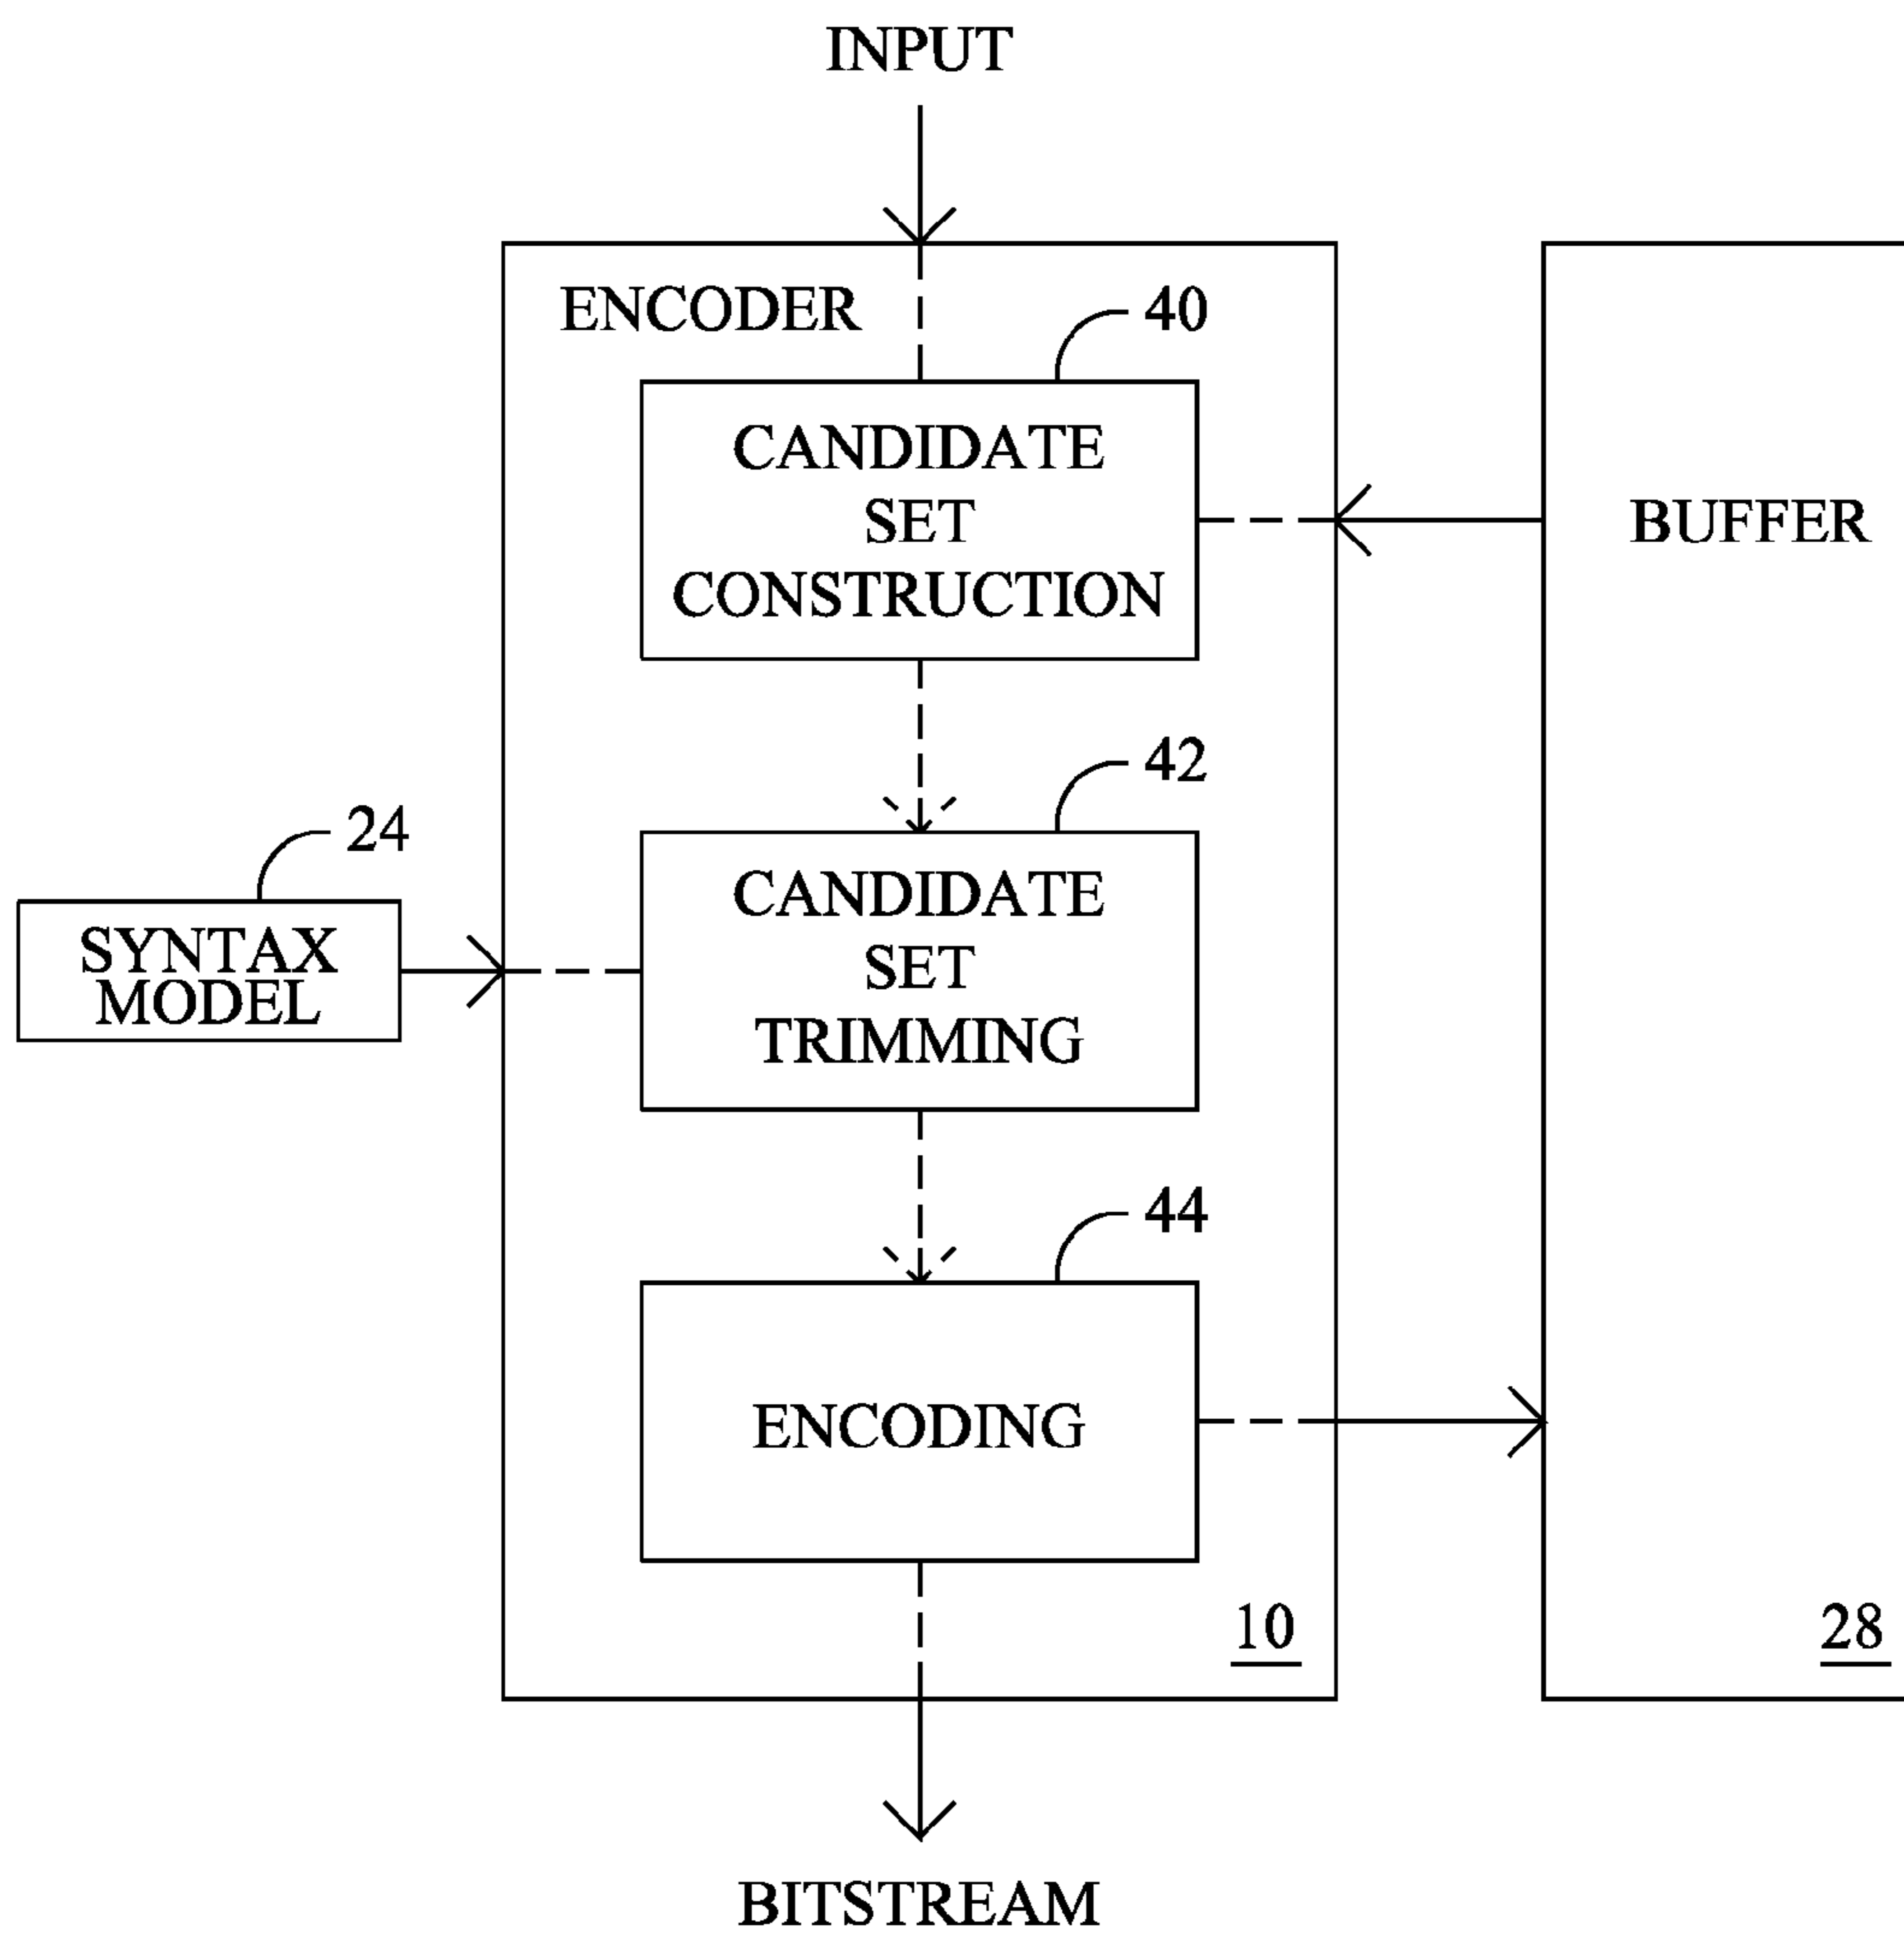 INPUT
ENCODER
40
CANDIDATE
SET
CONSTRUCTION
BUFFER
42
24
SYNTAX
MODEL
CANDIDATE
SET
TRIMMING
44
ENCODING
10
28
BITSTREAM